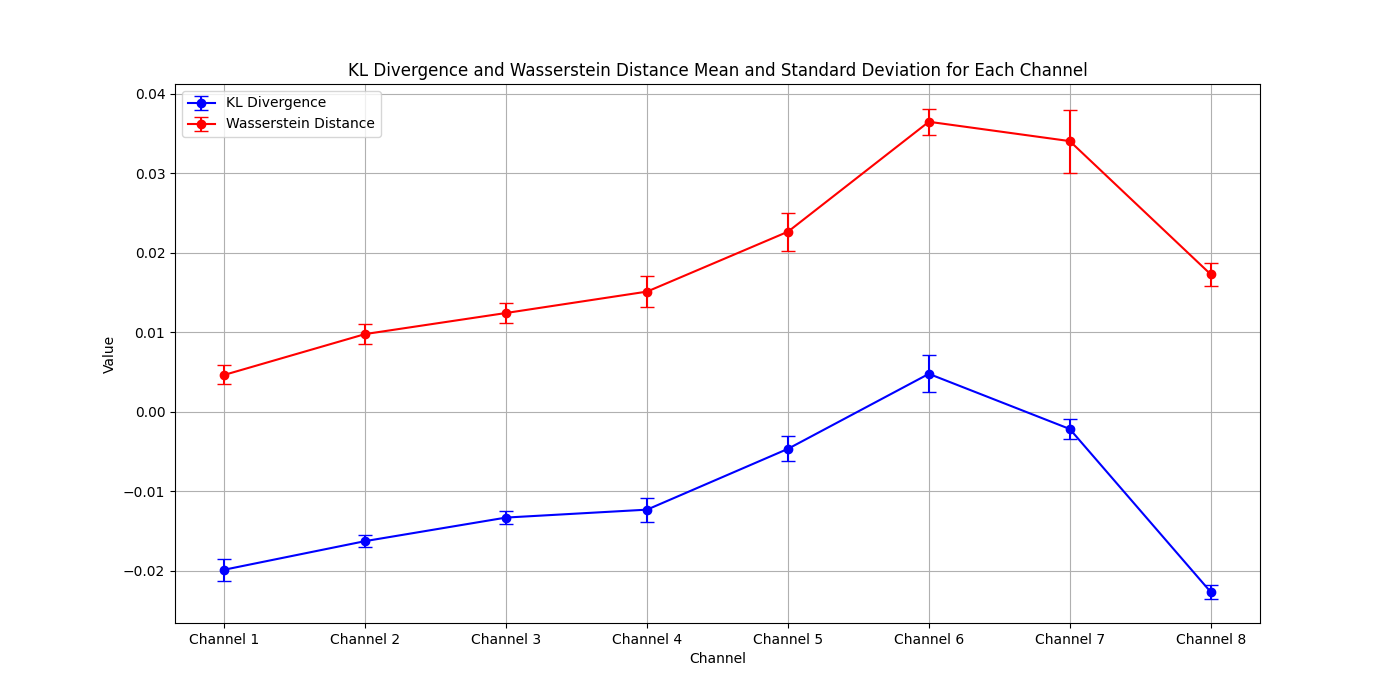 KL Divergence and Wasserstein Distance Mean and Standard Deviation for Each Channel
KL Divergence
Wasserstein Distance
0.04
0.03
0.02
0.01
0.00
−0.01
−0.02
Value
Channel 1 Channel 2 Channel 3 Channel 4 Channel 5 Channel 6 Channel 7 Channel 8
Channel